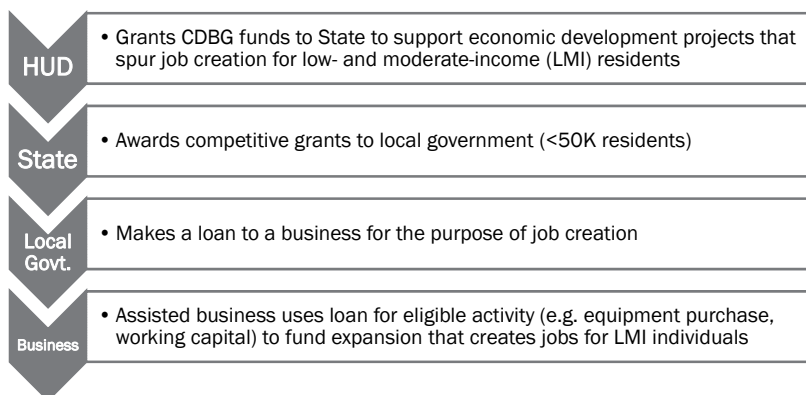 HUD
• Grants CDBG funds to State to support economic development projects that
spur job creation for low- and moderate-income (LMI) residents
State
• Awards competitive grants to local government (<50K residents)
Local
Govt.
• Makes a loan to a business for the purpose of job creation
Business
• Assisted business uses loan for eligible activity (e.g. equipment purchase,
working capital) to fund expansion that creates jobs for LMI individuals